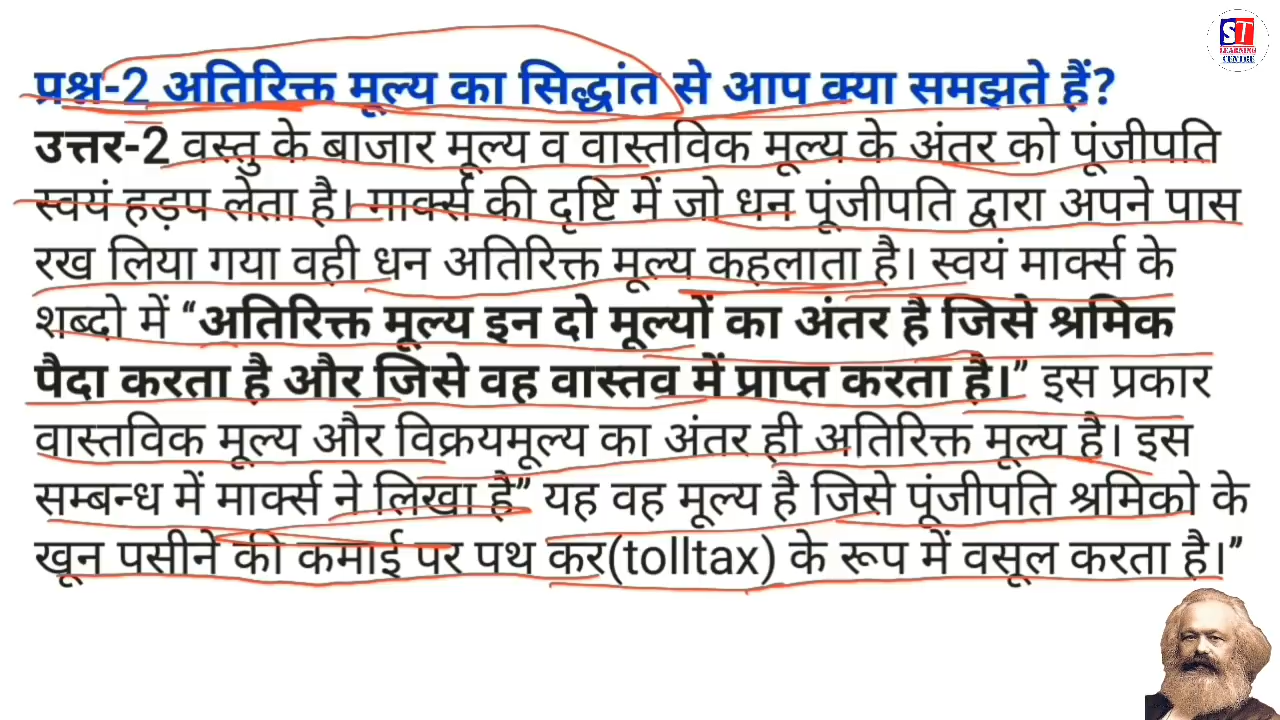 ST
LEARNING
CENTRE
प्रश्न-2 अतिरिक्त मूल्य का सिद्धांत से आप क्या समझते हैं?
उत्तर-2 वस्तु के बाजार मूल्य व वास्तविक मूल्य के अंतर को पूंजीपति
स्वयं हड़प लेता है। मार्क्स की दृष्टि में जो धन पूंजीपति द्वारा अपने पास
रख लिया गया वही धन अतिरिक्त मूल्य कहलाता है। स्वयं मार्क्स के
शब्दो में “अतिरिक्त मूल्य इन दो मूल्यों का अंतर है जिसे श्रमिक
पैदा करता है और जिसे वह वास्तव में प्राप्त करता है।” इस प्रकार
वास्तविक मूल्य और विक्रयमूल्य का अंतर ही अतिरिक्त मूल्य है। इस
सम्बन्ध में मार्क्स ने लिखा है” यह वह मूल्य है जिसे पूंजीपति श्रमिको के
खून पसीने की कमाई पर पथ कर(tolltax) के रूप में वसूल करता है।”